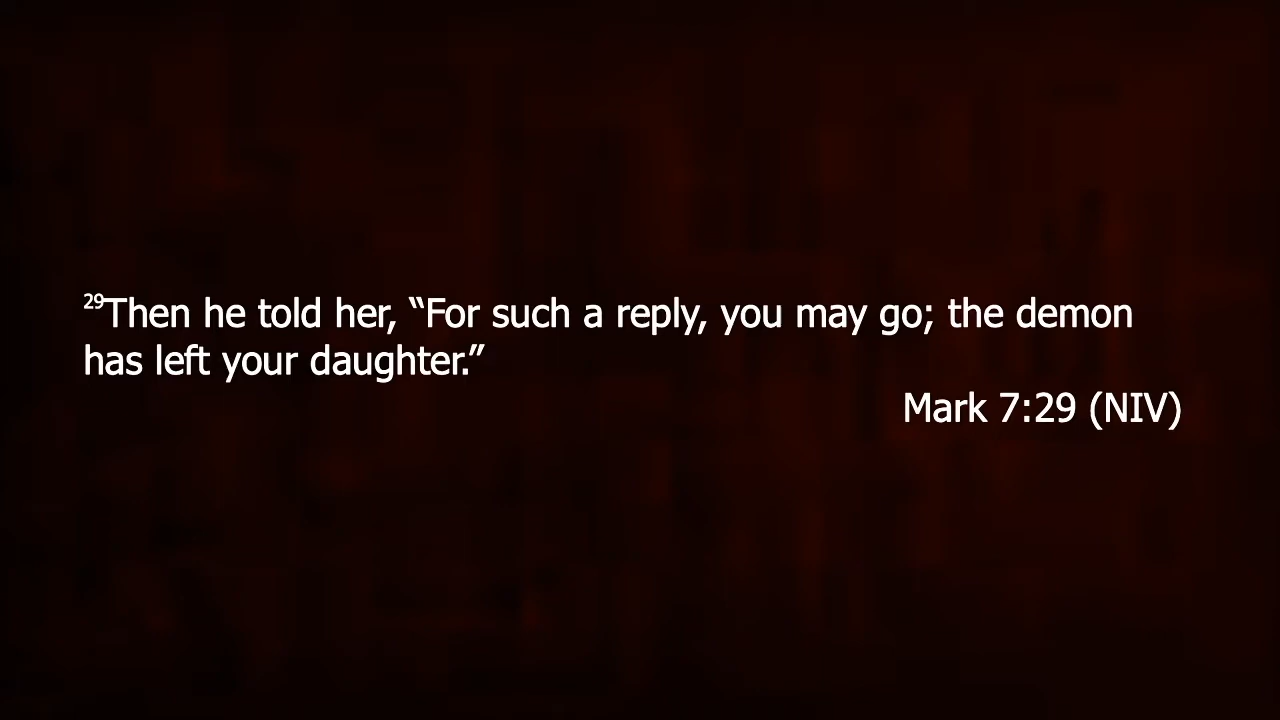 ²⁹Then he told her, “For such a reply, you may go; the demon
has left your daughter.”
Mark 7:29 (NIV)